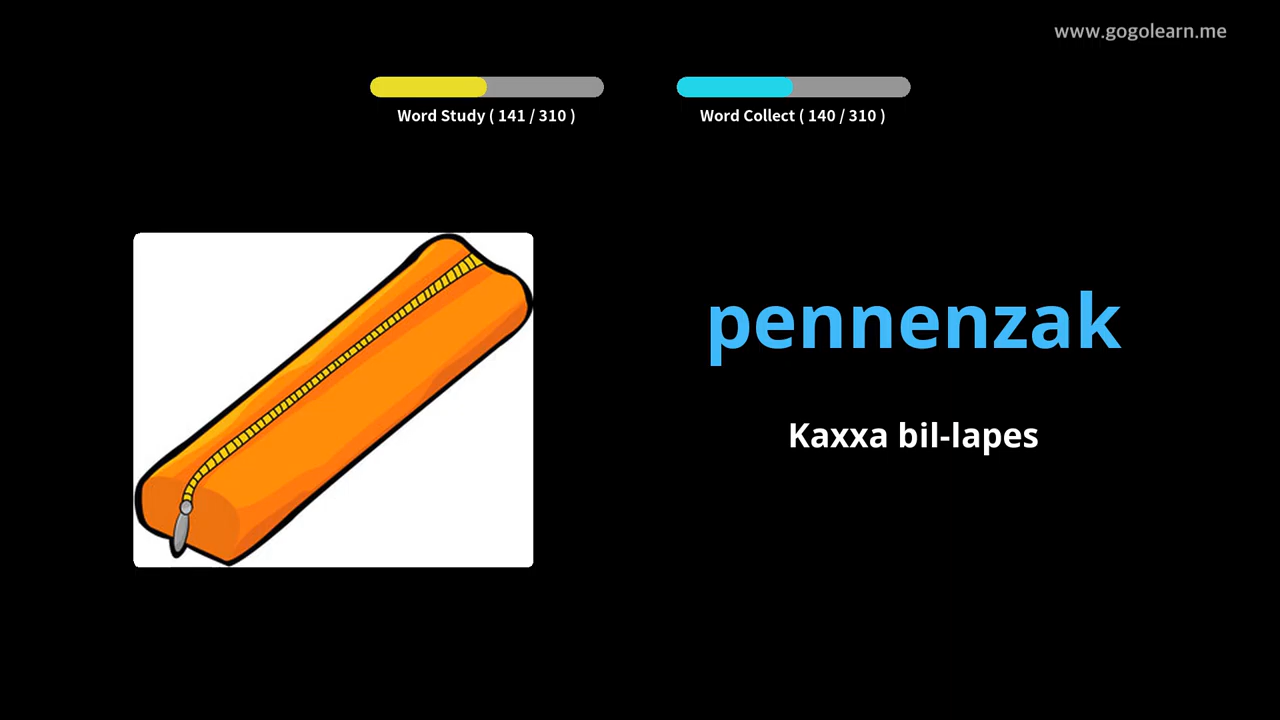 www.gogolearn.me
Word Study ( 141 / 310 )
Word Collect ( 140 / 310 )
pennenzak
Kaxxa bil-lapes